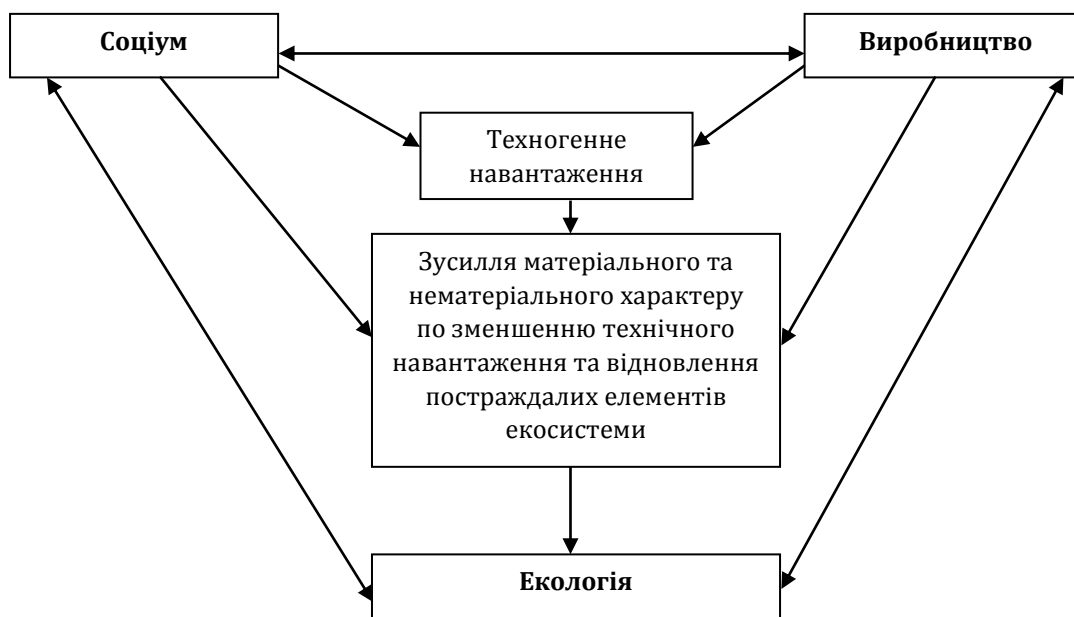 Соціум
Виробництво
Техногенне
навантаження
Зусилля матеріального та
нематеріального характеру
по зменшенню технічного
навантаження та відновлення
постраждалих елементів
екосистеми
Екологія